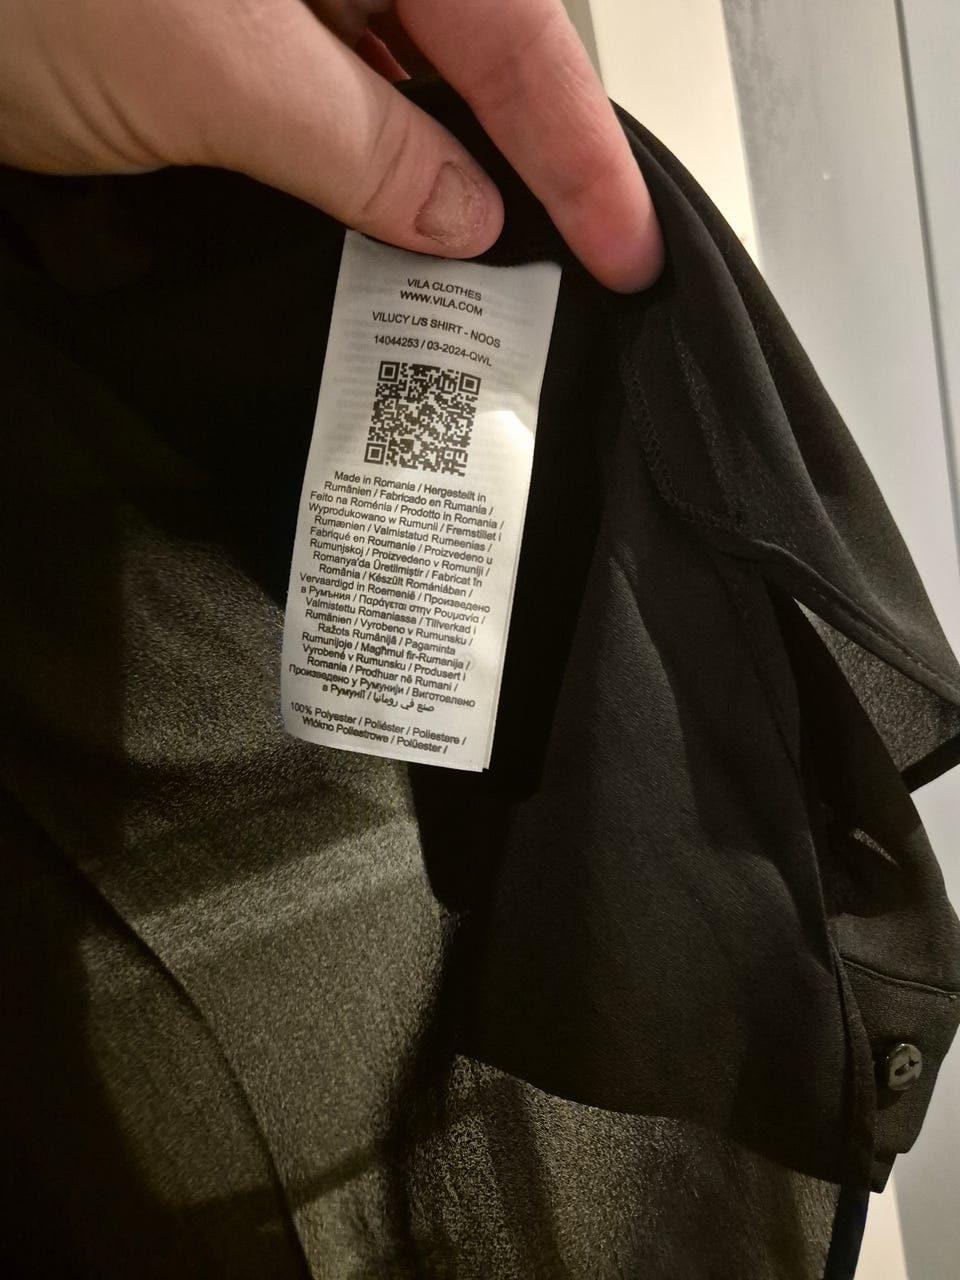 VILA CLOTHES
WWW.VILA.COM
VILUCY L/S SHIRT - NOOS
14044253 / 03-2024-QWL
Made in Romania / Hergestellt in
Rumänien / Fabricado en Rumania /
Feito na Roménia / Prodotto in Romania /
Wyprodukowano w Rumunii / Fremstillet i
Rumænien / Valmistatud Rumeenias /
Fabriqué en Roumanie / Proizvedeno u
Rumunjskoj / Proizvedeno v Romuniji /
Romanya'da Üretilmiştir / Fabricat în
România / Készült Romániában /
Vervaardigd in Roemenië / Произведено
в Румъния / Παράγεται στην Ρουμανία /
Valmistettu Romaniassa / Tillverkad i
Rumänien / Vyrobeno v Rumunsku /
Ražots Rumānijā / Pagaminta
Rumunijoje / Magħmul fir-Rumanija /
Vyrobené v Rumunsku / Produsert i
Romania / Prodhuar në Rumani /
Произведено у Румунији / Виготовлено
в Румунії / صنع في رومانيا
100% Polyester / Poliéster / Poliestere /
Włókno Poliestrowe / Polüester /